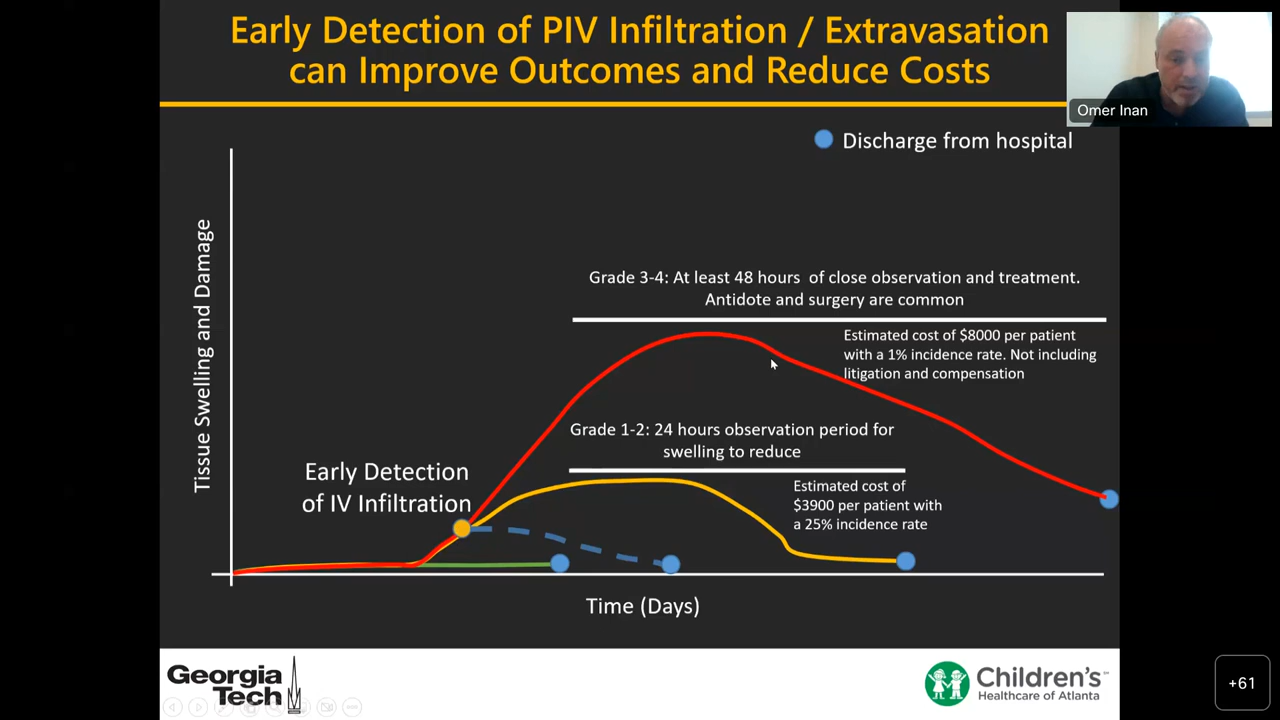 Early Detection of PIV Infiltration / Extravasation
can Improve Outcomes and Reduce Costs
Omer Inan
Discharge from hospital
Tissue Swelling and Damage
Grade 3-4: At least 48 hours of close observation and treatment.
Antidote and surgery are common
Estimated cost of $8000 per patient
with a 1% incidence rate. Not including
litigation and compensation
Grade 1-2: 24 hours observation period for
swelling to reduce
Early Detection
of IV Infiltration
Estimated cost of
$3900 per patient with
a 25% incidence rate
Time (Days)
Georgia
Tech
Children's
Healthcare of Atlanta
+61